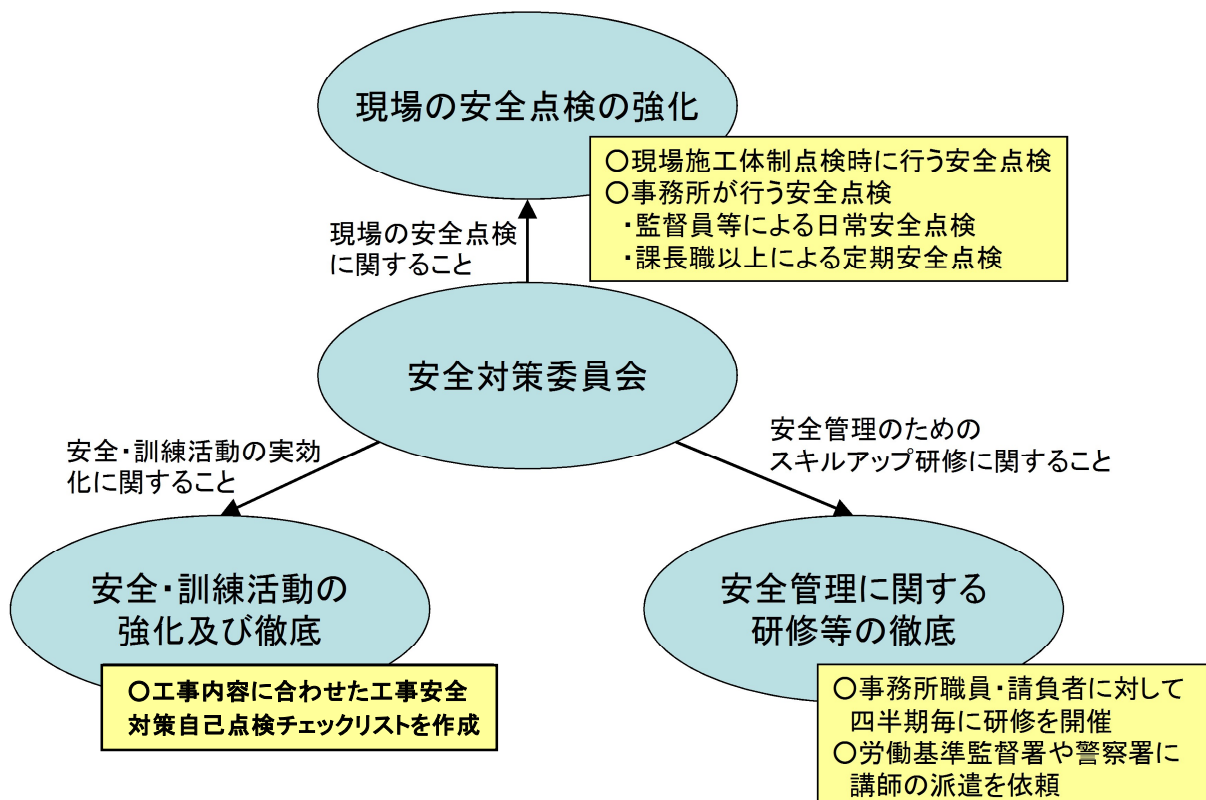 現場の安全点検の強化
〇現場施工体制点検時に行う安全点検
〇事務所が行う安全点検
・監督員等による日常安全点検
・課長職以上による定期安全点検
現場の安全点検
に関すること
安全対策委員会
安全・訓練活動の実効
化に関すること
安全管理のための
スキルアップ研修に関すること
安全・訓練活動の
強化及び徹底
〇工事内容に合わせた工事安全
対策自己点検チェックリストを作成
安全管理に関する
研修等の徹底
〇事務所職員・請負者に対して
四半期毎に研修を開催
〇労働基準監督署や警察署に
講師の派遣を依頼